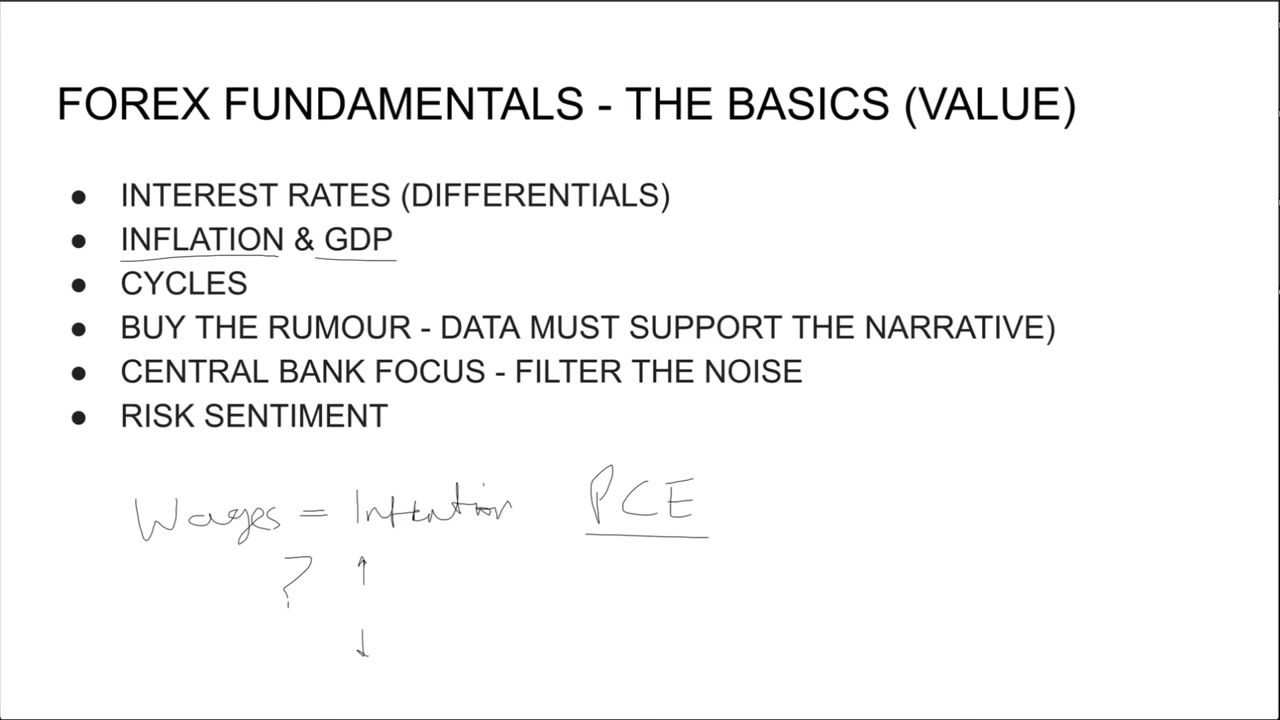 FOREX FUNDAMENTALS - THE BASICS (VALUE)
● INTEREST RATES (DIFFERENTIALS)
● INFLATION & GDP
● CYCLES
● BUY THE RUMOUR - DATA MUST SUPPORT THE NARRATIVE)
● CENTRAL BANK FOCUS - FILTER THE NOISE
● RISK SENTIMENT
Wages = PCE
? ↑
↓